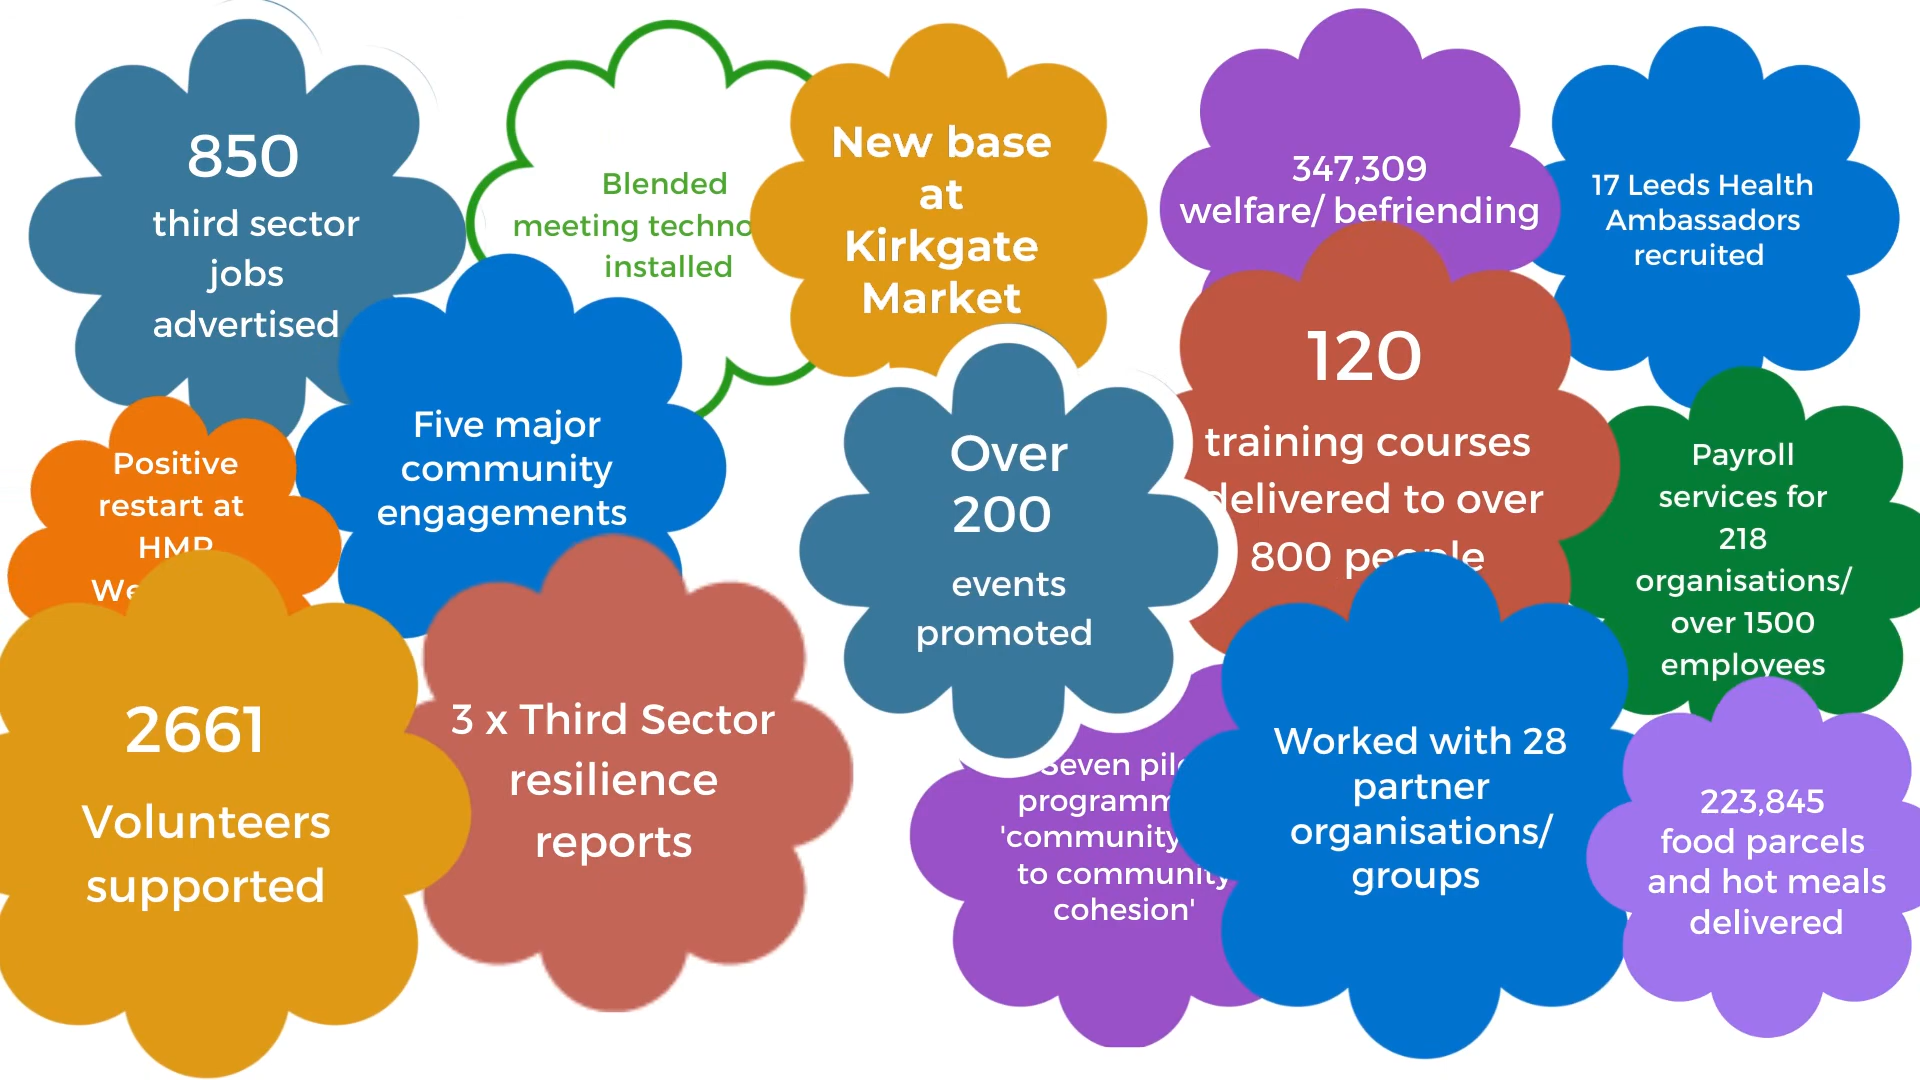 850
third sector
jobs
advertised
Blended
meeting
installed
New base
at
Kirkgate
Market
347,309
welfare/ befriending
17 Leeds Health
Ambassadors
recruited
Positive
restart at
HMP
Five major
community
engagements
Over
200
events
promoted
120
training courses
delivered to over
800 people
Payroll
services for
218
organisations/
over 1500
employees
2661
Volunteers
supported
3 x Third Sector
resilience
reports
Seven
'community
to community
cohesion'
Worked with 28
partner
organisations/
groups
223,845
food parcels
and hot meals
delivered